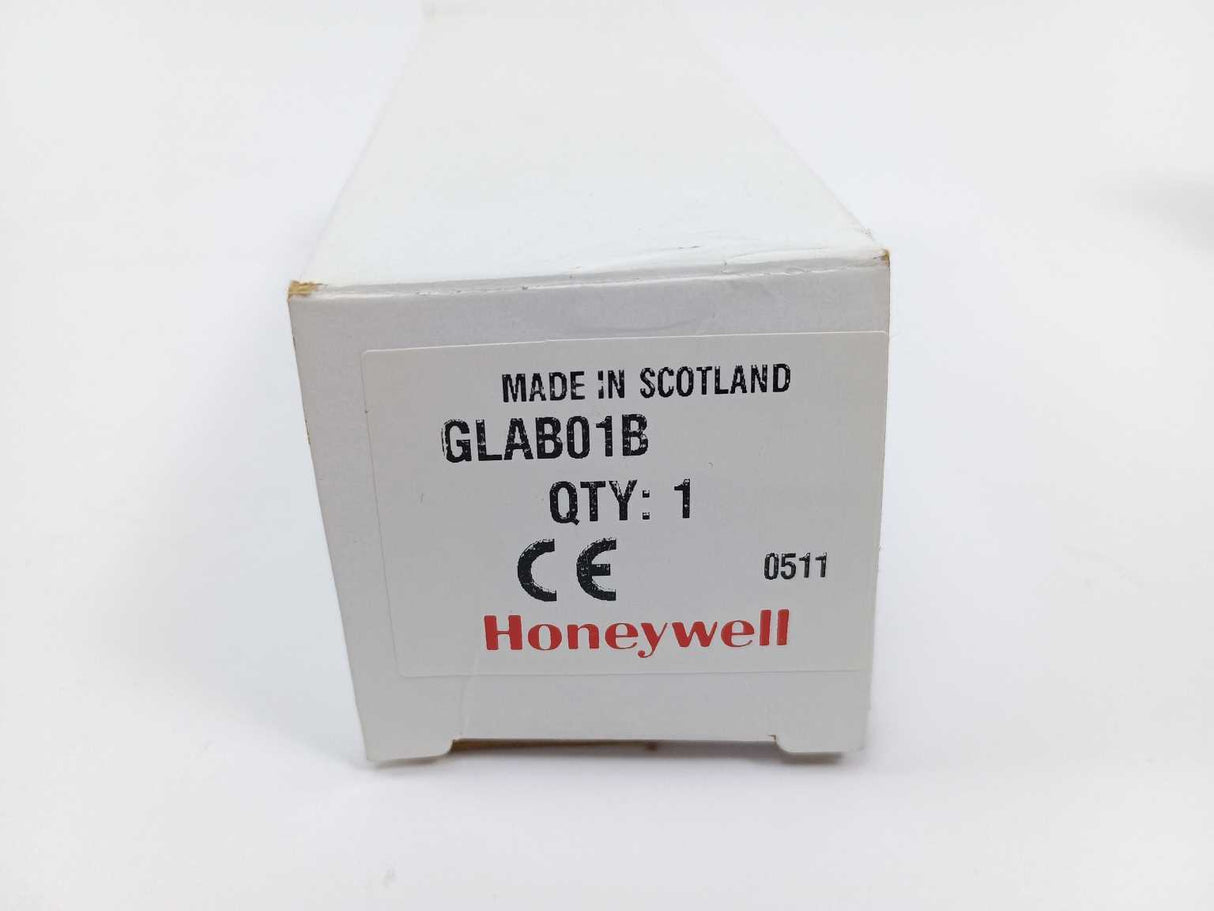 MADE IN SCOTLAND
GLAB01B
QTY: 1
CE 0511
Honeywell